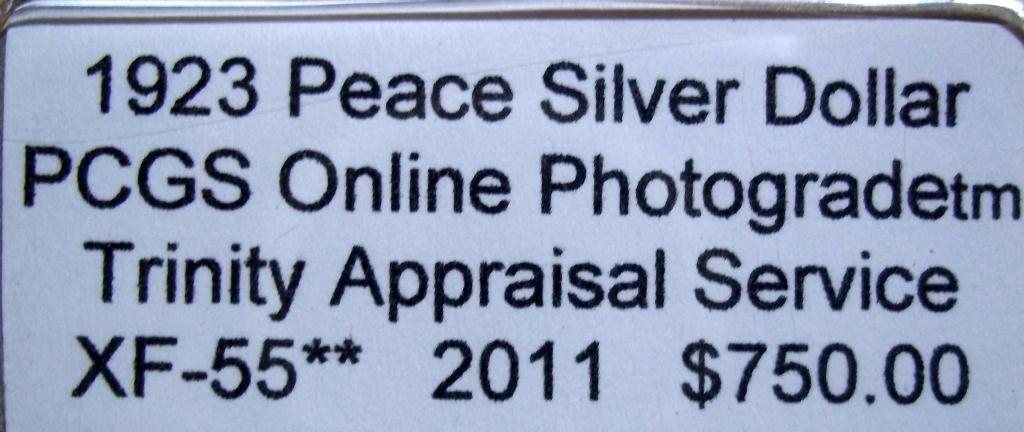 1923 Peace Silver Dollar
PCGS Online Photogradetm
Trinity Appraisal Service
XF-55** 2011 $750.00